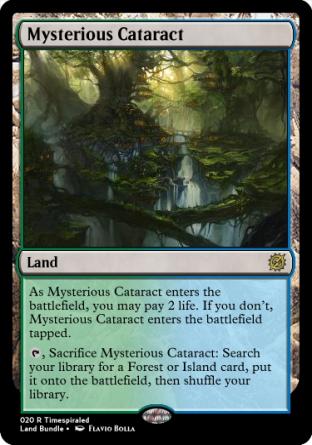 Mysterious Cataract
Land
As Mysterious Cataract enters the
battlefield, you may pay 2 life. If you don't,
Mysterious Cataract enters the battlefield
tapped.
, Sacrifice Mysterious Cataract: Search
your library for a Forest or Island card, put
it onto the battlefield, then shuffle your
library.
020 R Timespiraled
Land Bundle • Flavio Bolla